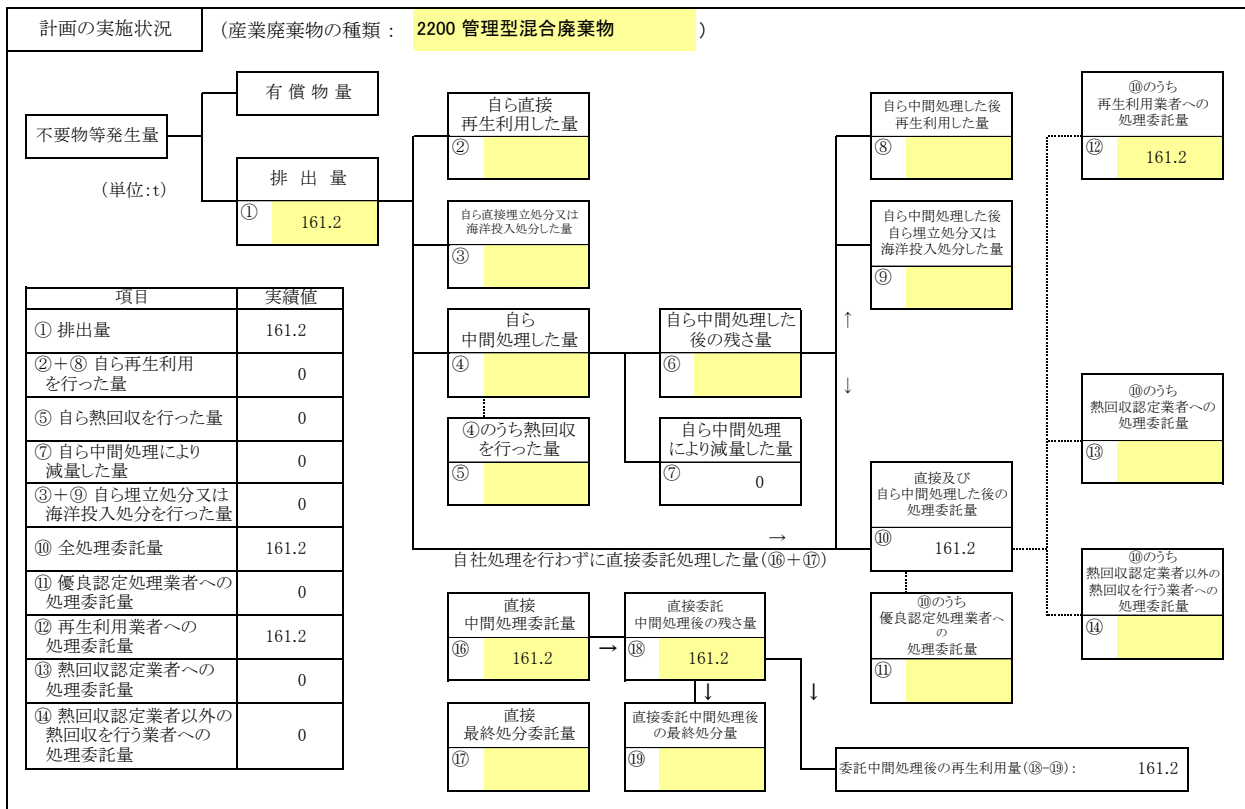 計画の実施状況
(産業廃棄物の種類: 2200 管理型混合廃棄物 )
不要物等発生量
(単位:t)
有償物量
排出量
① 161.2
自ら直接
再生利用した量
②
自ら直接埋立処分又は
海洋投入処分した量
③
自ら
中間処理した量
④
④のうち熱回収
を行った量
⑤
自ら中間処理した
後の残さ量
⑥
自ら中間処理
により減量した量
⑦ 0
自ら中間処理した後
再生利用した量
⑧
自ら中間処理した後
自ら埋立処分又は
海洋投入処分した量
⑨
↑
↓
直接及び
自ら中間処理した後の
処理委託量
⑩ 161.2
⑩のうち
再生利用業者への
処理委託量
⑫ 161.2
⑩のうち
熱回収認定業者への
処理委託量
⑬
⑩のうち
熱回収認定業者以外の
熱回収を行う業者への
処理委託量
⑭
⑩のうち
優良認定処理業者へ
の
処理委託量
⑪
→
自社処理を行わずに直接委託処理した量(⑯+⑰)
直接
中間処理委託量
⑯ 161.2
→
直接委託
中間処理後の残さ量
⑱ 161.2
↓
↓
直接
最終処分委託量
⑰
直接委託中間処理後
の最終処分量
⑲
委託中間処理後の再生利用量(⑱-⑲): 161.2
項目 実績値
① 排出量 161.2
②+⑧ 自ら再生利用
を行った量 0
⑤ 自ら熱回収を行った量 0
⑦ 自ら中間処理により
減量した量 0
③+⑨ 自ら埋立処分又は
海洋投入処分を行った量 0
⑩ 全処理委託量 161.2
⑪ 優良認定処理業者への
処理委託量 0
⑫ 再生利用業者への
処理委託量 161.2
⑬ 熱回収認定業者への
処理委託量 0
⑭ 熱回収認定業者以外の
熱回収を行う業者への
処理委託量 0